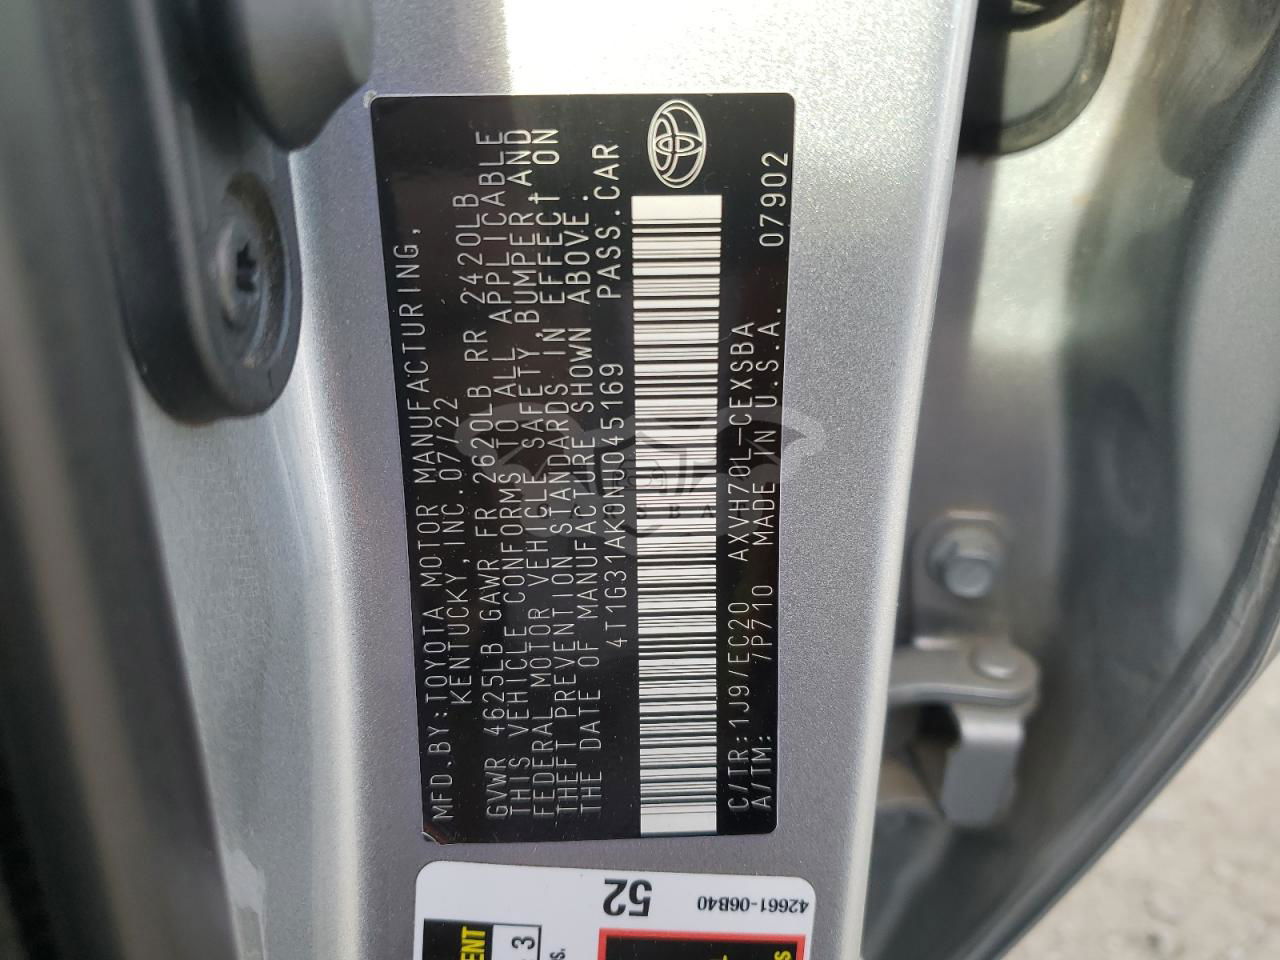 MFD.BY:TOYOTA MOTOR MANUFACTURING,
KENTUCKY,INC.07/22
GVWR 4625LB GAWR FR 2620LB RR 2420LB
THIS VEHICLE CONFORMS TO ALL APPLICABLE
FEDERAL MOTOR VEHICLE SAFETY,BUMPER AND
THEFT PREVENTION STANDARDS IN EFFECT ON
THE DATE OF MANUFACTURE SHOWN ABOVE.
4T1G31AK0NU045169 PASS.CAR
C/TR:1J9/EC20 AXVH70L-CEXSBA
A/TM: 7P710 MADE IN U.S.A. 07902
52
42661-06B40
3